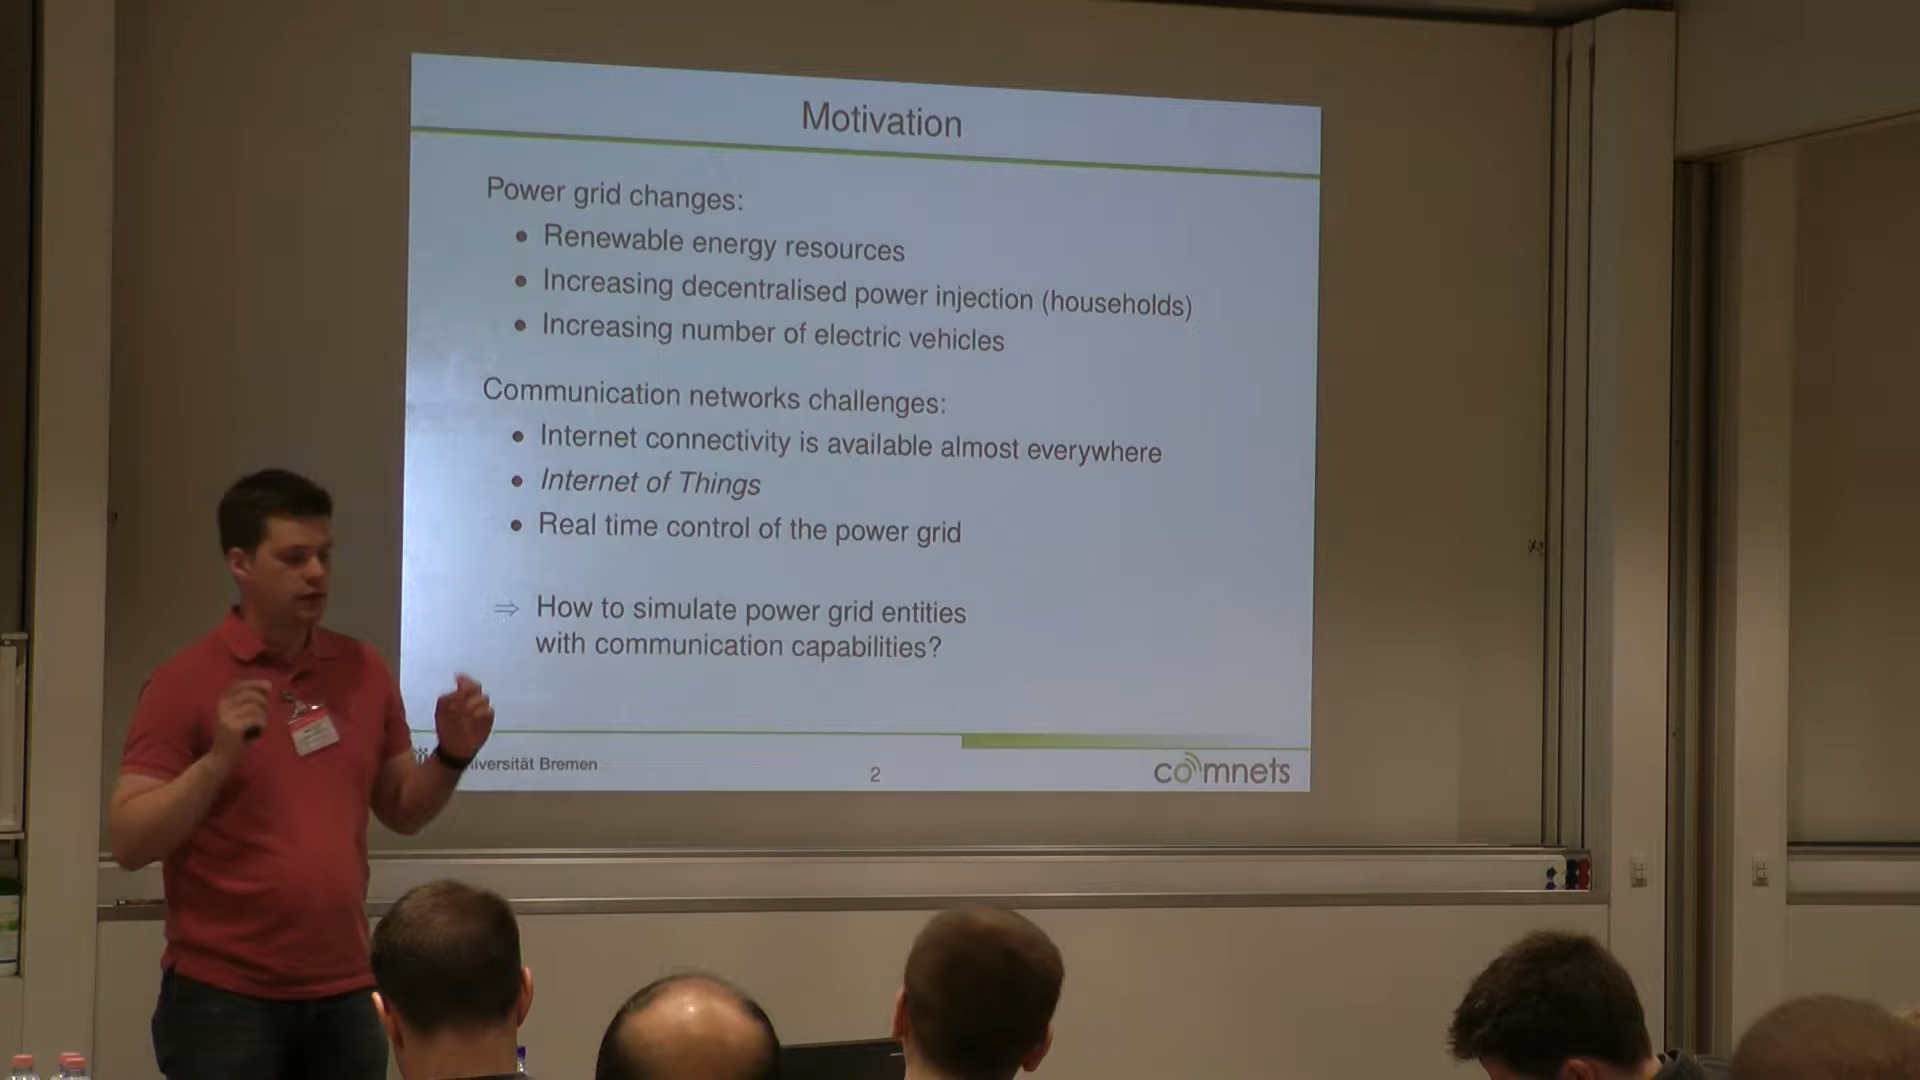 Motivation
Power grid changes:
• Renewable energy resources
• Increasing decentralised power injection (households)
• Increasing number of electric vehicles
Communication networks challenges:
• Internet connectivity is available almost everywhere
• Internet of Things
• Real time control of the power grid
⇒ How to simulate power grid entities
with communication capabilities?
iversität Bremen
2
comnets